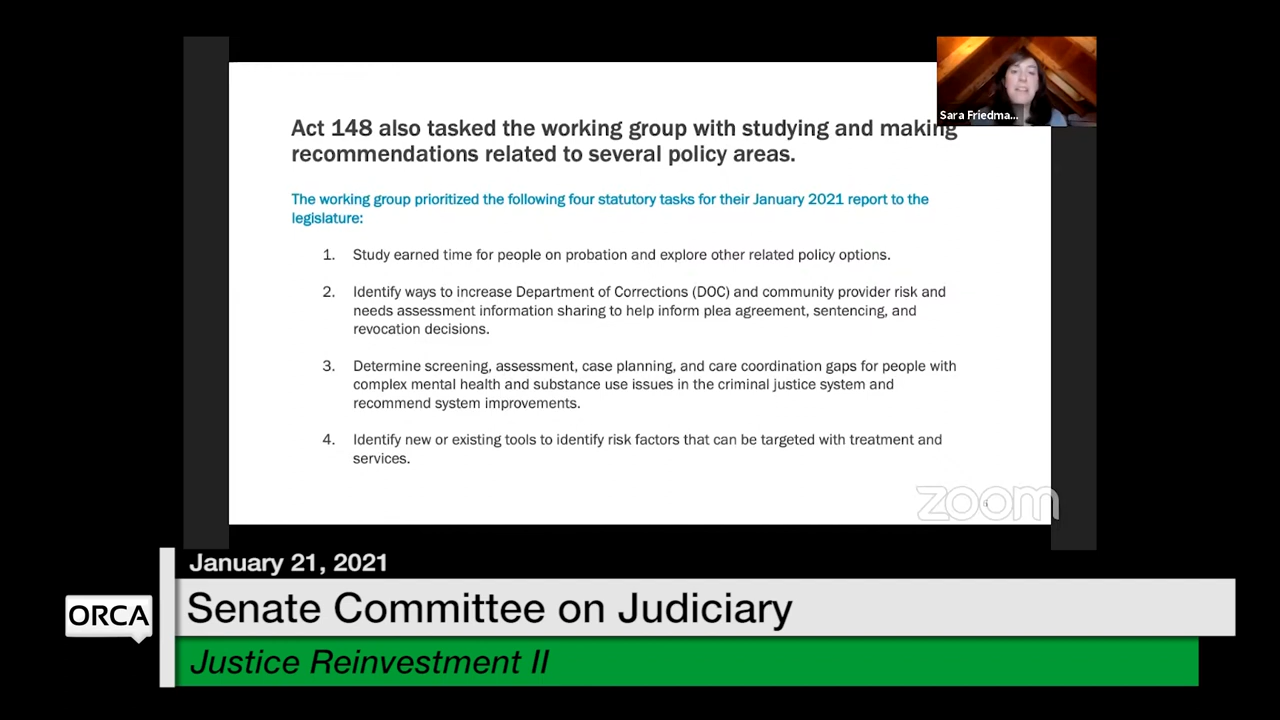 Sara Friedma...
Act 148 also tasked the working group with studying and making
recommendations related to several policy areas.
The working group prioritized the following four statutory tasks for their January 2021 report to the
legislature:
1. Study earned time for people on probation and explore other related policy options.
2. Identify ways to increase Department of Corrections (DOC) and community provider risk and
needs assessment information sharing to help inform plea agreement, sentencing, and
revocation decisions.
3. Determine screening, assessment, case planning, and care coordination gaps for people with
complex mental health and substance use issues in the criminal justice system and
recommend system improvements.
4. Identify new or existing tools to identify risk factors that can be targeted with treatment and
services.
zoom
January 21, 2021
ORCA
Senate Committee on Judiciary
Justice Reinvestment II